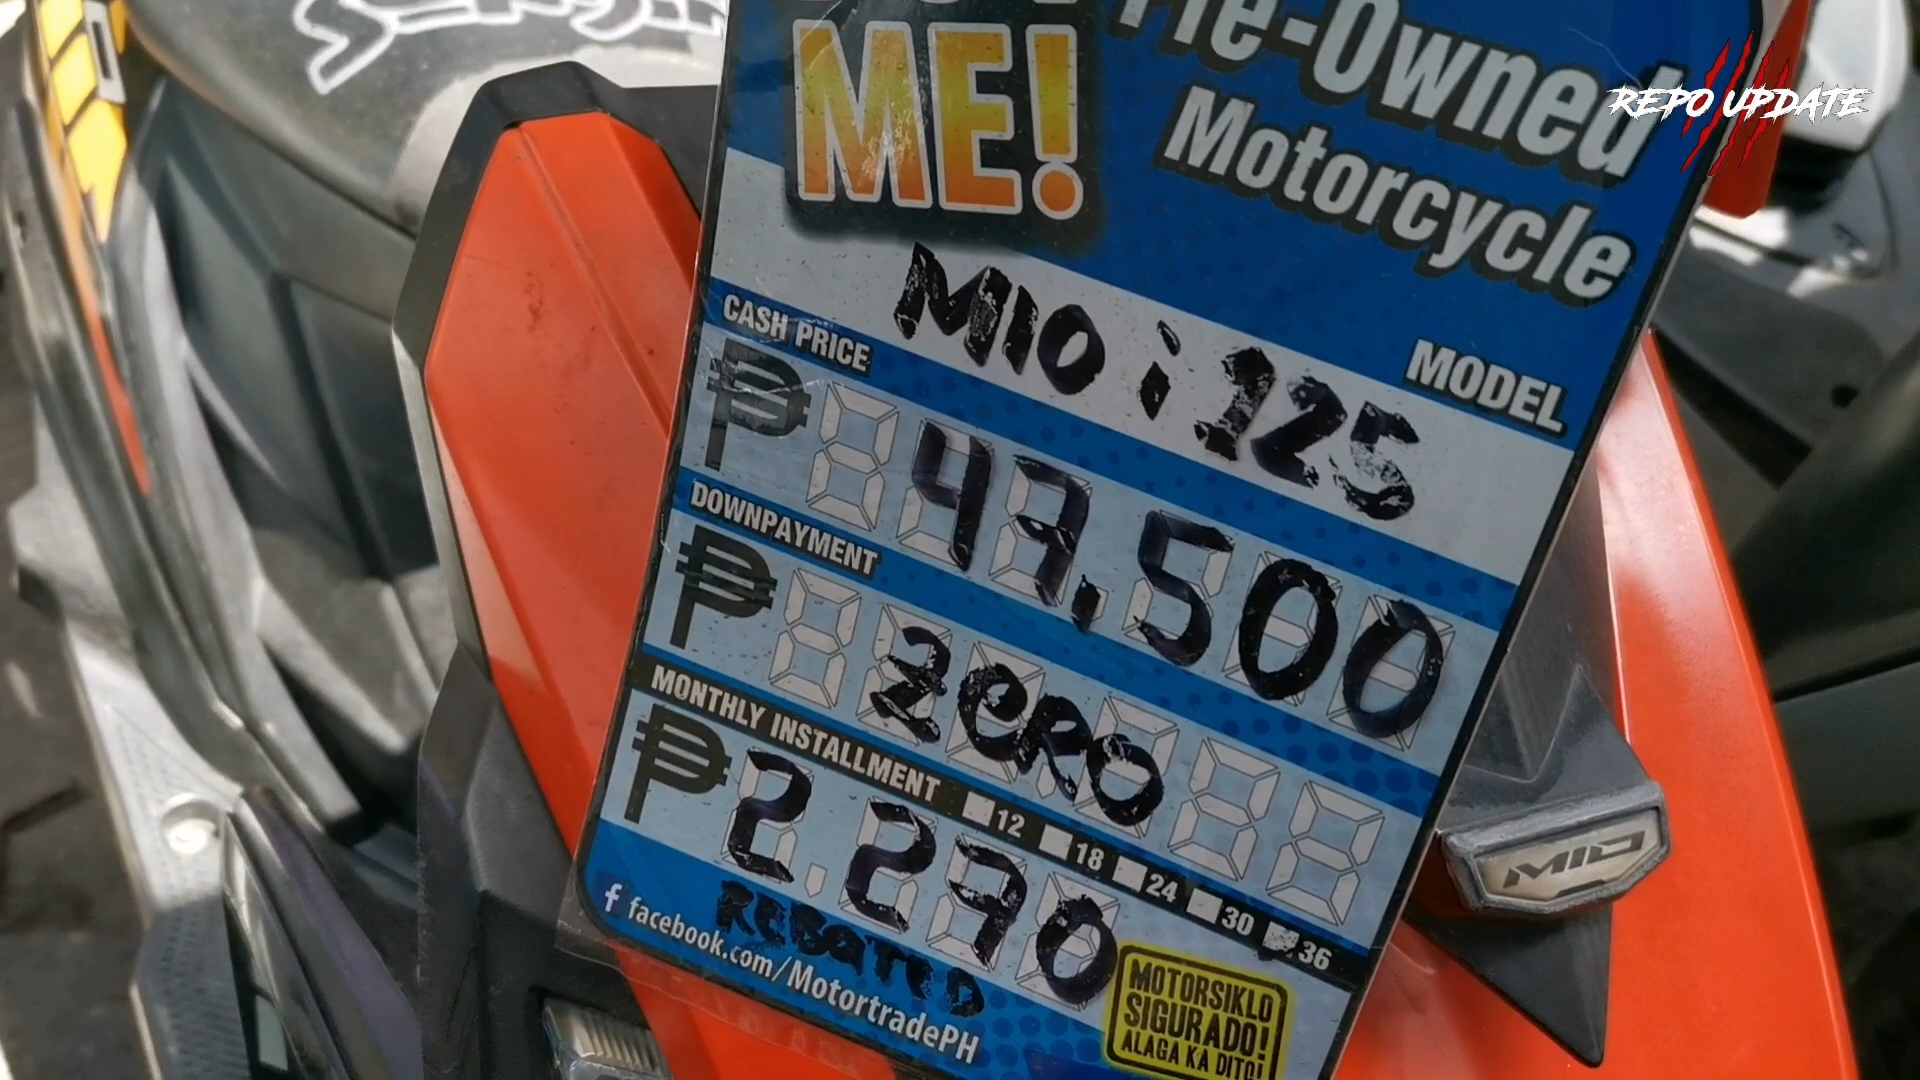 ME!
Pre-Owned
Motorcycle
REPO UPDATE
MIO i 125
MODEL
CASH PRICE
₱ 47,500
DOWNPAYMENT
₱ ZERO
MONTHLY INSTALLMENT 12 18 24 30 36
₱ 2.270
REBATED
facebook.com/MotortradePH
MOTORSIKLO
SIGURADO!
ALAGA KA DITO!
MIO